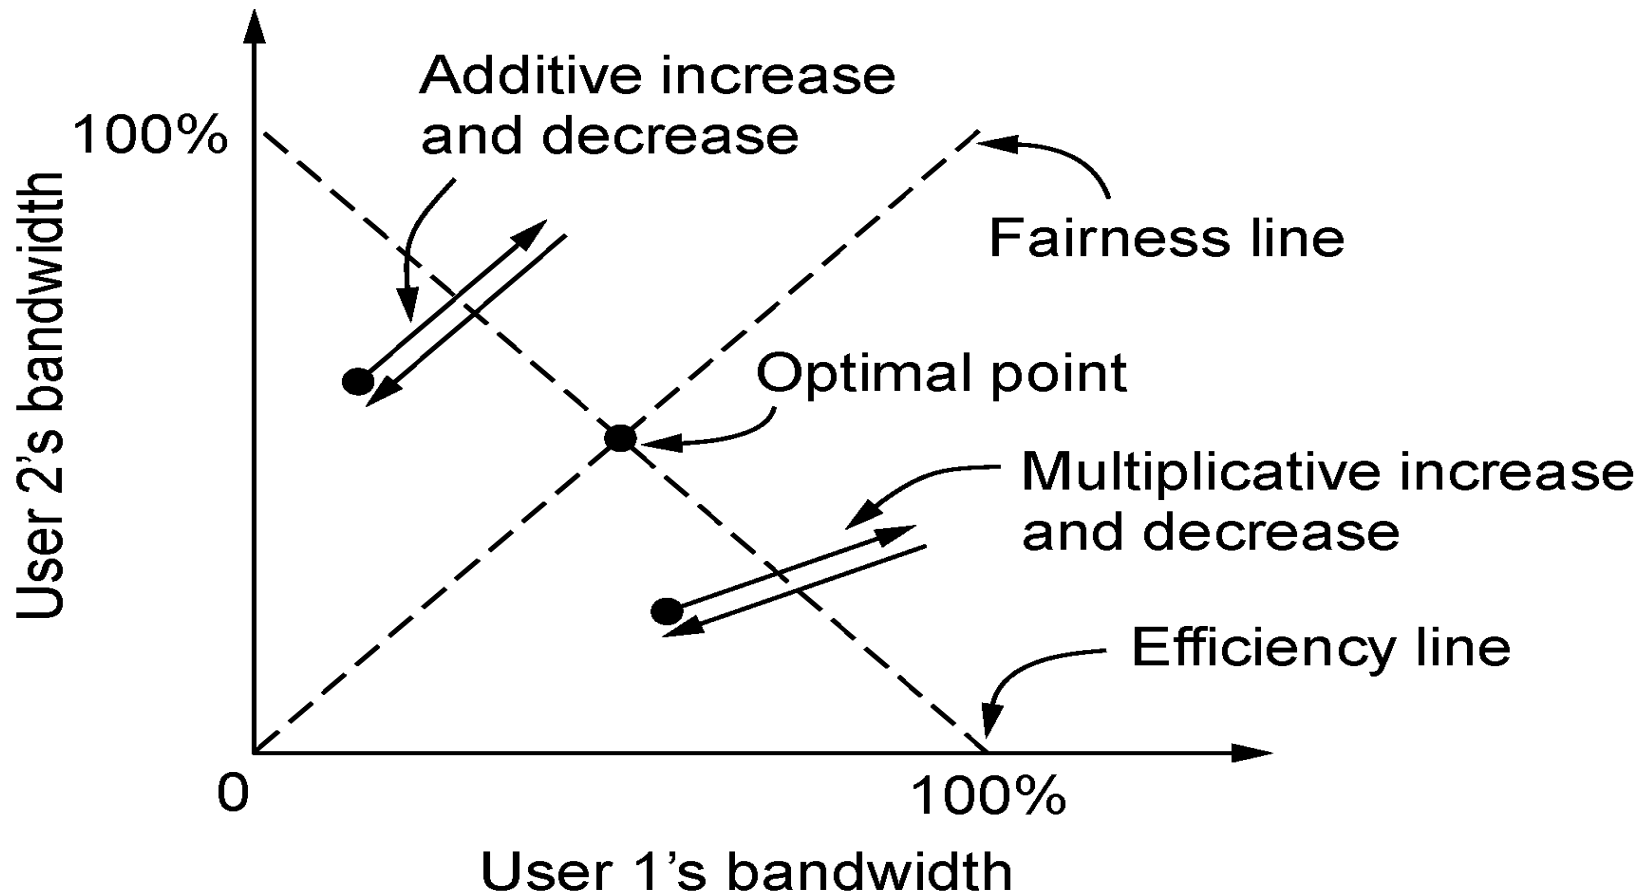 Additive increase
and decrease
100%
Fairness line
User 2's bandwidth
Optimal point
Multiplicative increase
and decrease
Efficiency line
0
100%
User 1's bandwidth